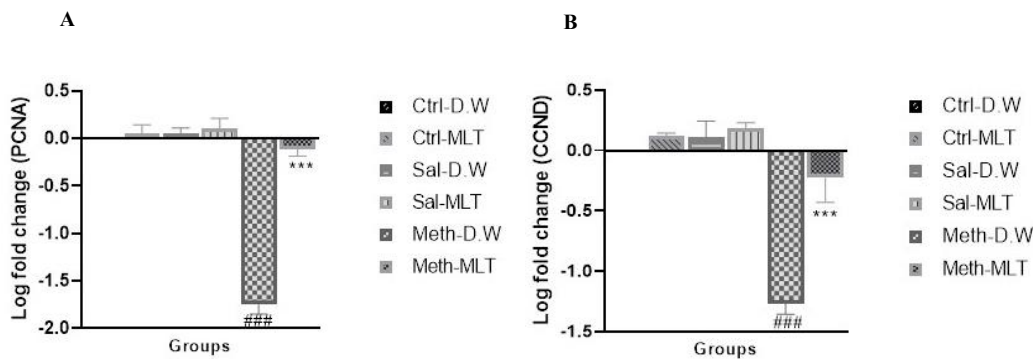 A
Log fold change (PCNA)
0.5
0.0
-0.5
-1.0
-1.5
-2.0
***
###
Groups
Ctrl-D.W
Ctrl-MLT
Sal-D.W
Sal-MLT
Meth-D.W
Meth-MLT
B
Log fold change (CCND)
0.5
0.0
-0.5
-1.0
-1.5
***
###
Groups
Ctrl-D.W
Ctrl-MLT
Sal-D.W
Sal-MLT
Meth-D.W
Meth-MLT